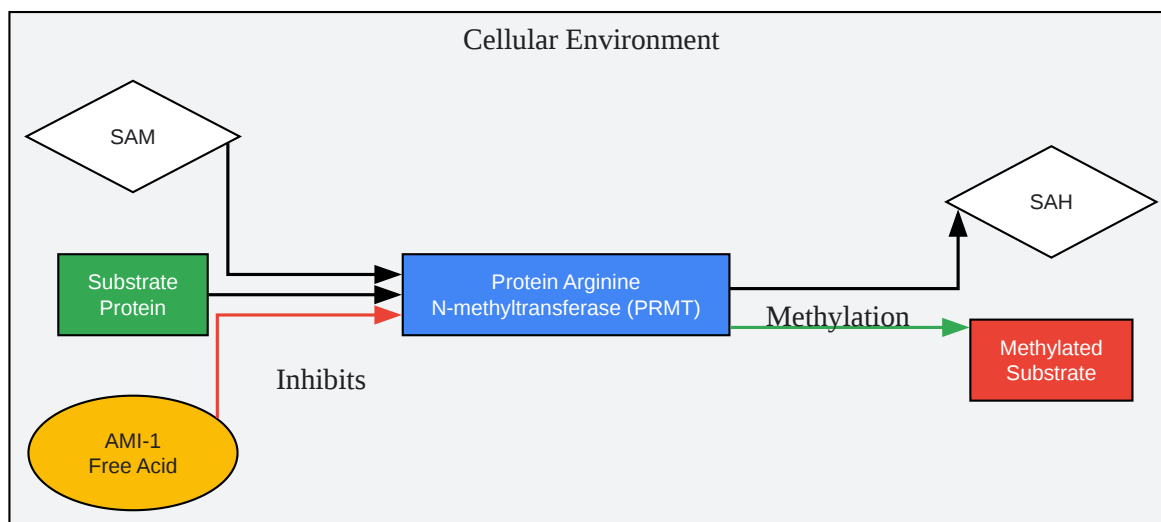 Cellular Environment
SAM
SAH
Substrate
Protein
Protein Arginine
N-methyltransferase (PRMT)
Methylation
Methylated
Substrate
Inhibits
AMI-1
Free Acid